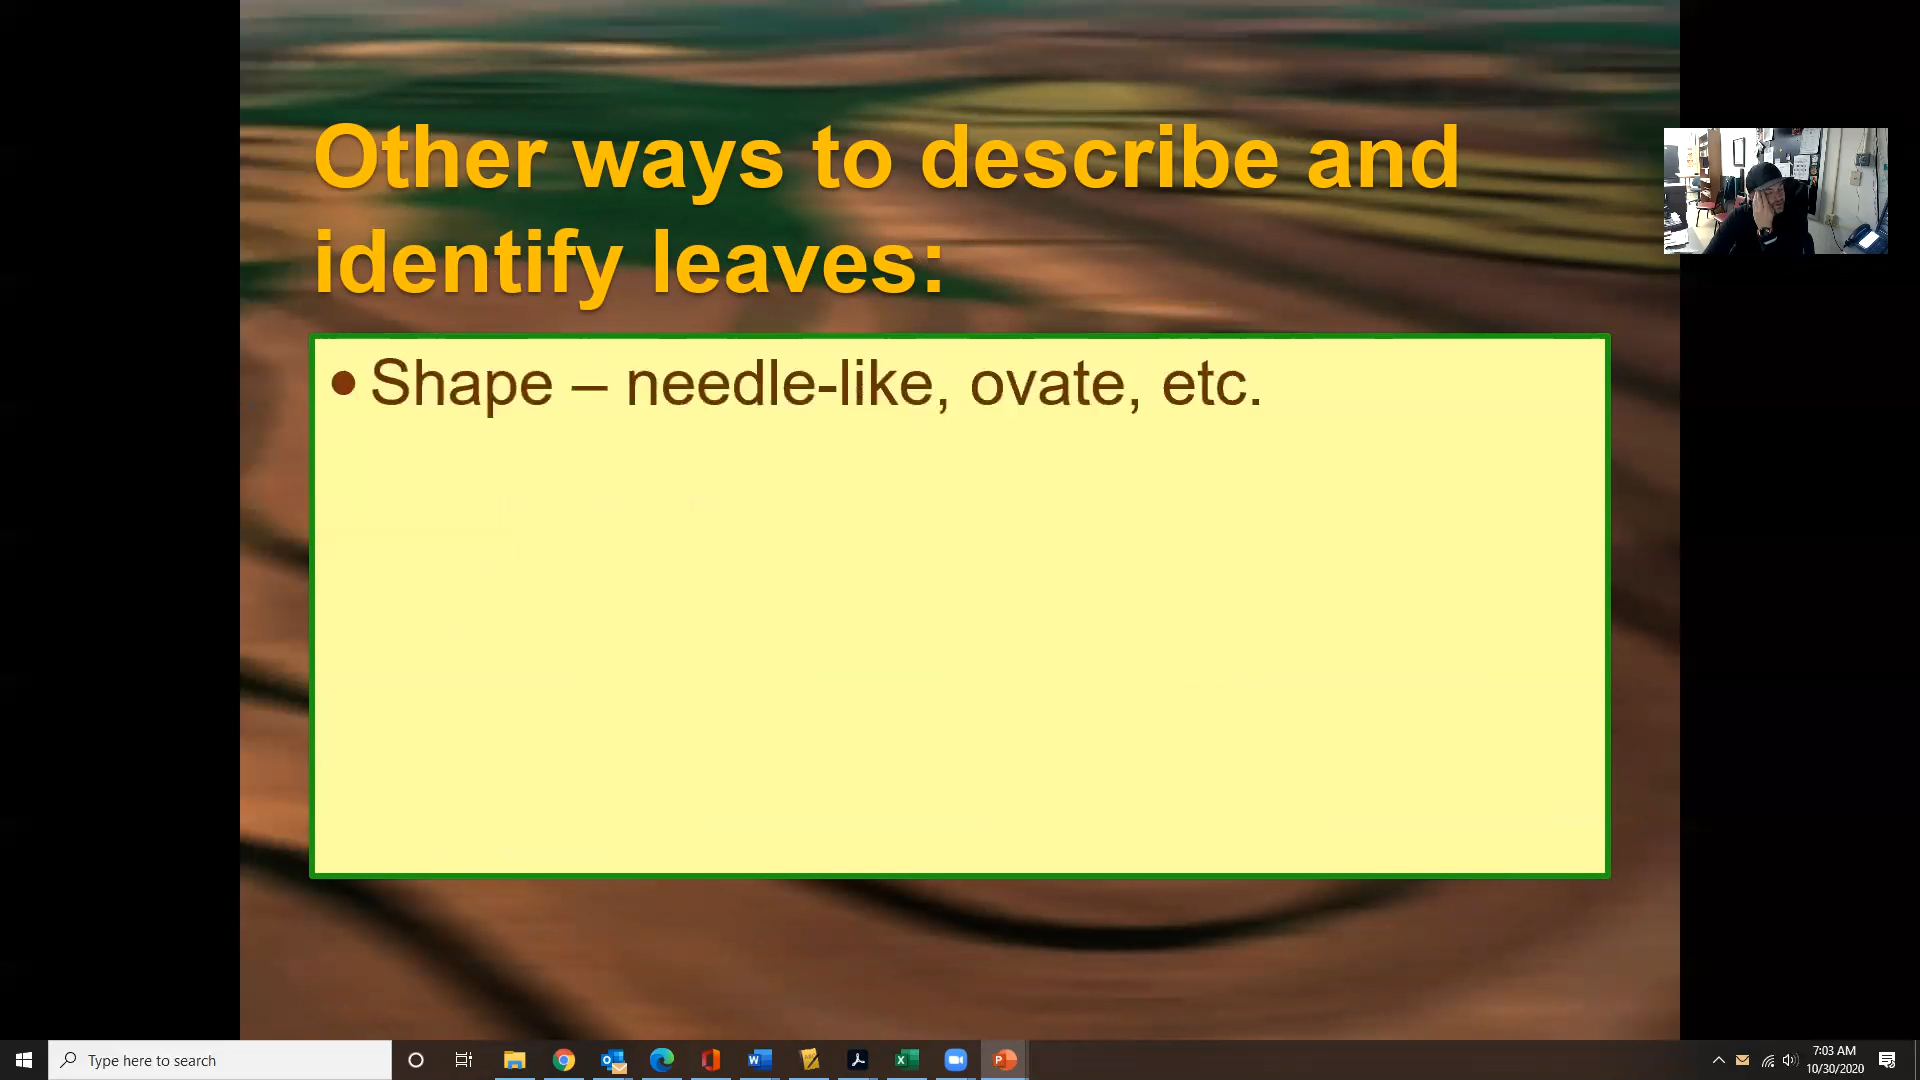 Other ways to describe and
identify leaves:
• Shape – needle-like, ovate, etc.
Type here to search
7:03 AM
10/30/2020